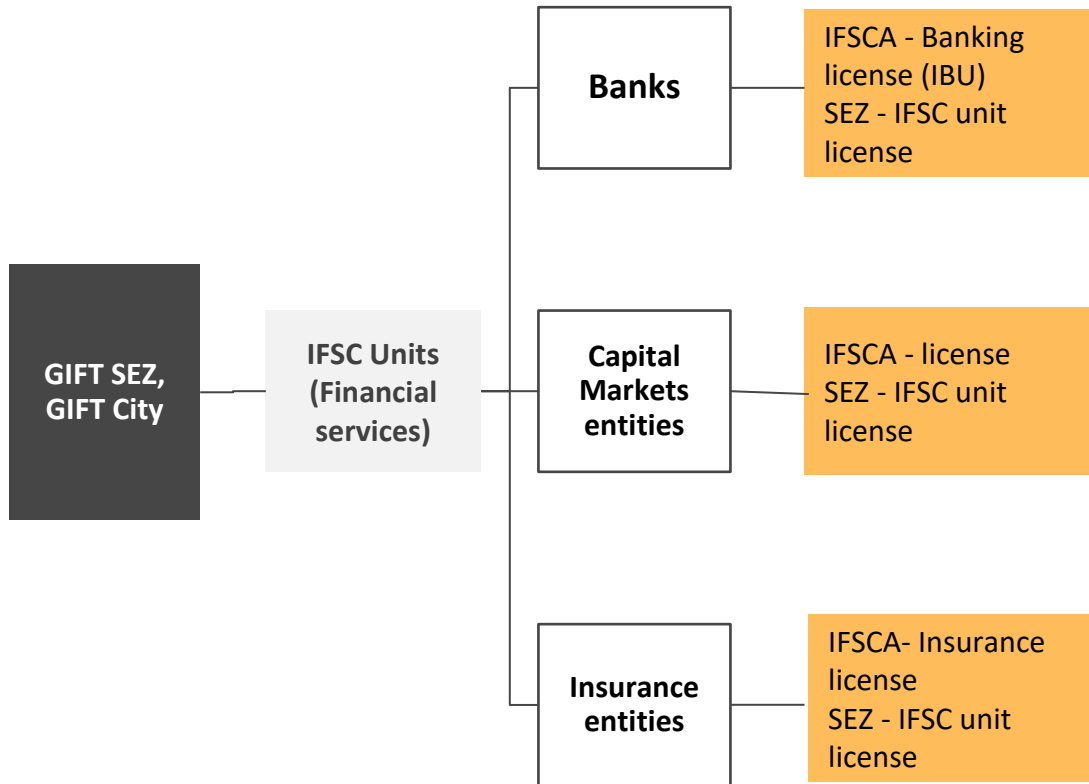 GIFT SEZ,
GIFT City
IFSC Units
(Financial
services)
Banks
IFSCA - Banking
license (IBU)
SEZ - IFSC unit
license
Capital
Markets
entities
IFSCA - license
SEZ - IFSC unit
license
Insurance
entities
IFSCA- Insurance
license
SEZ - IFSC unit
license